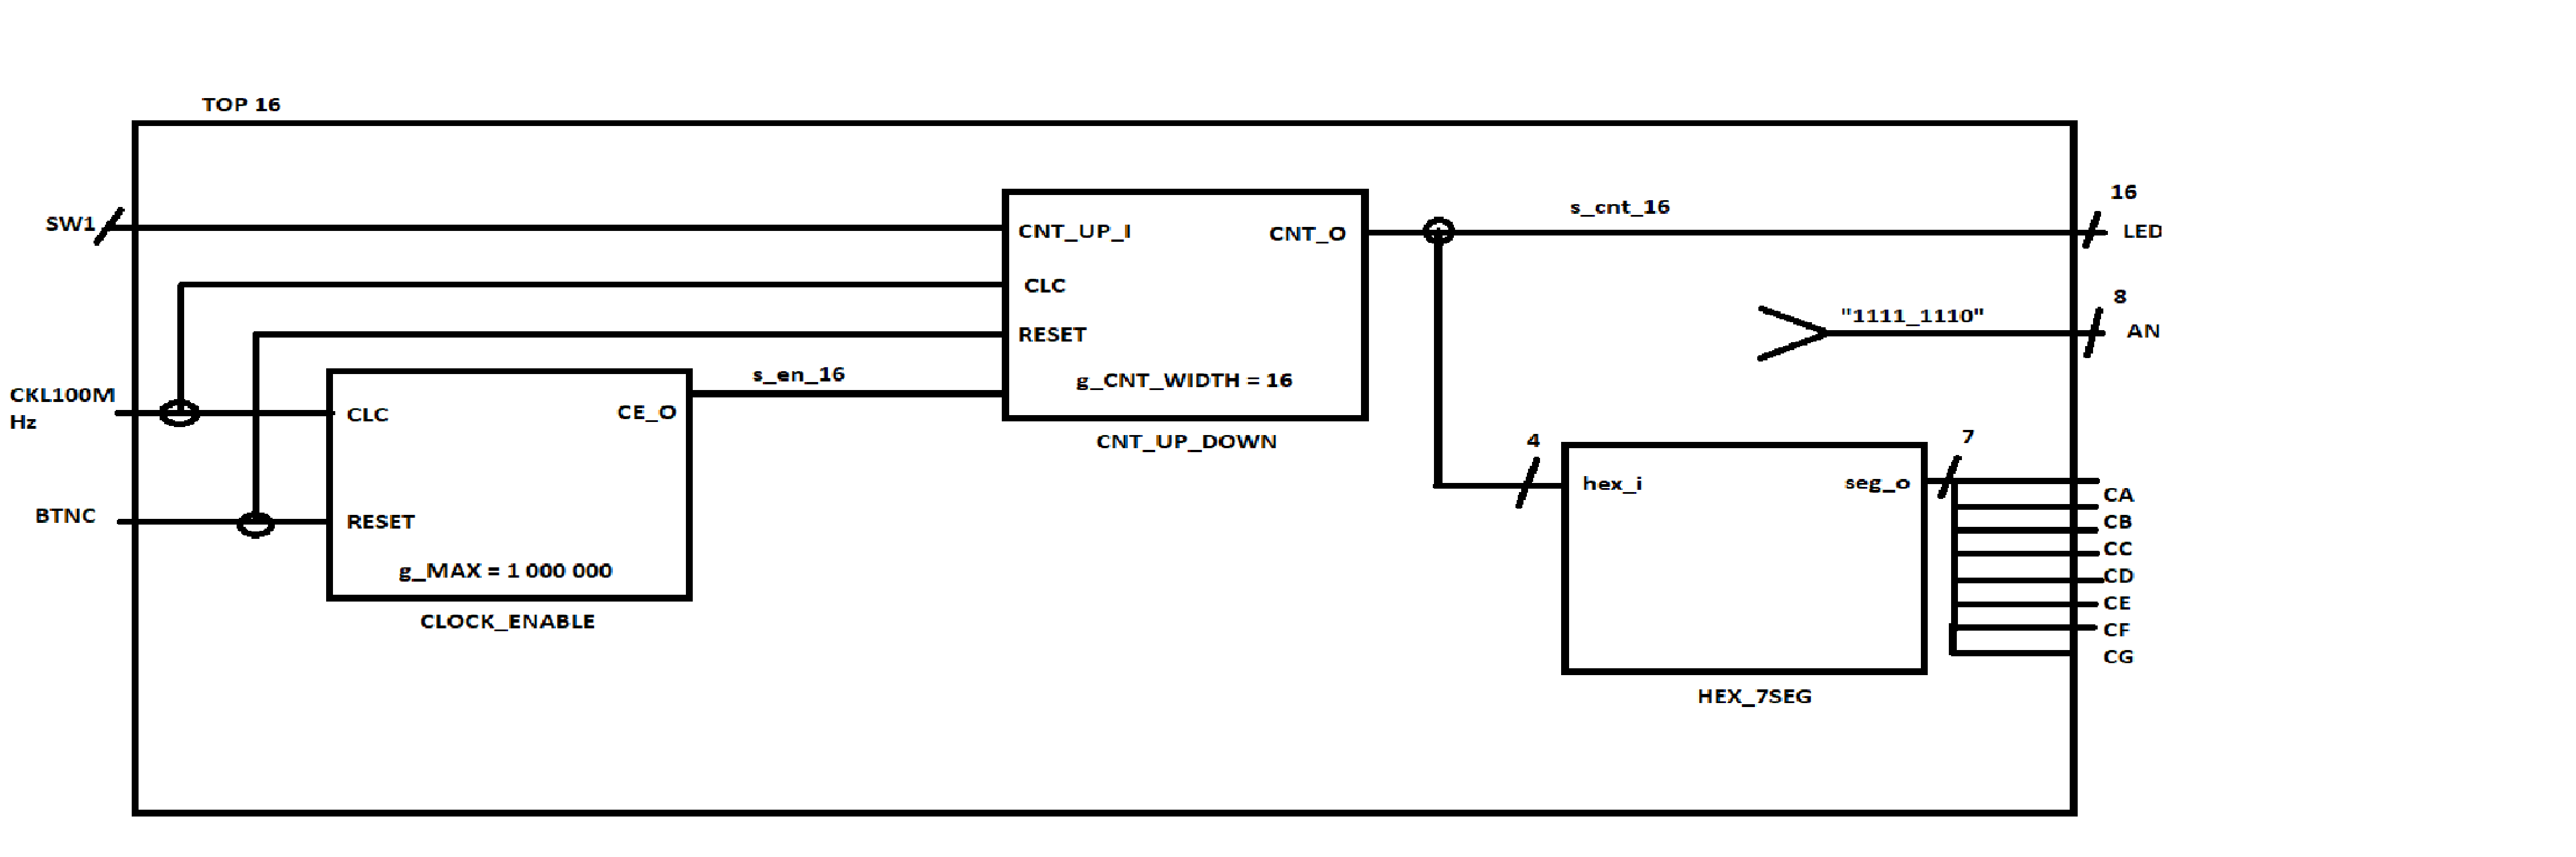 TOP 16
SW1
CNT_UP_I
CNT_O
s_cnt_16
16
LED
CLC
8
"1111_1110"
AN
RESET
s_en_16
g_CNT_WIDTH = 16
CNT_UP_DOWN
CKL100M
Hz
CLC
CE_O
BTNC
RESET
g_MAX = 1 000 000
CLOCK_ENABLE
4
hex_i
seg_o
7
HEX_7SEG
CA
CB
CC
CD
CE
CF
CG